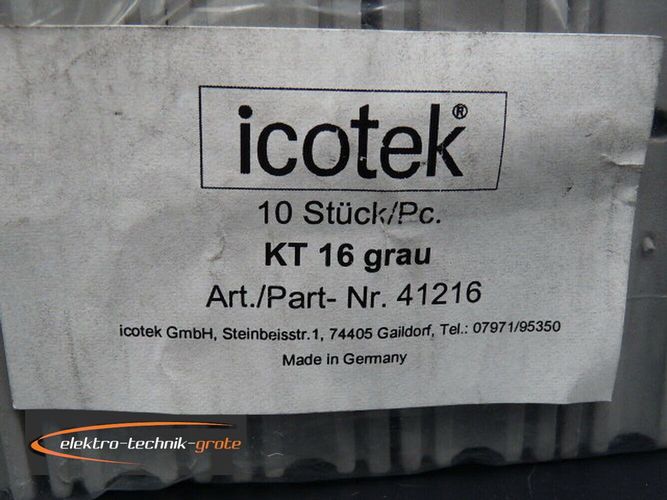 icotek®
10 Stück/Pc.
KT 16 grau
Art./Part- Nr. 41216
icotek GmbH, Steinbeisstr.1, 74405 Gaildorf, Tel.: 07971/95350
Made in Germany
elektro-technik-grote